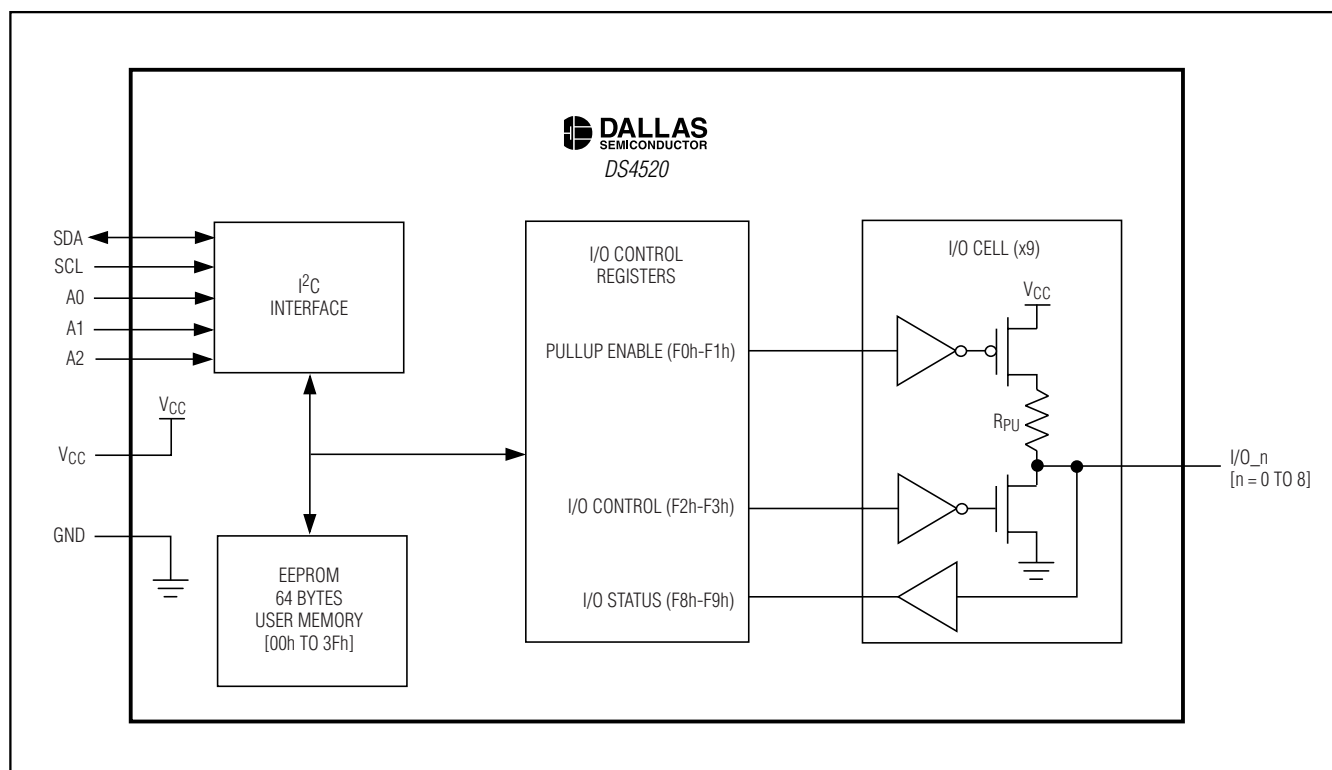 DALLAS
SEMICONDUCTOR
DS4520
SDA
SCL
A0
A1
A2
I2C
INTERFACE
VCC
VCC
GND
EEPROM
64 BYTES
USER MEMORY
[00h TO 3Fh]
I/O CONTROL
REGISTERS
PULLUP ENABLE (F0h-F1h)
I/O CONTROL (F2h-F3h)
I/O STATUS (F8h-F9h)
I/O CELL (x9)
VCC
RPU
I/O_n
[n = 0 TO 8]